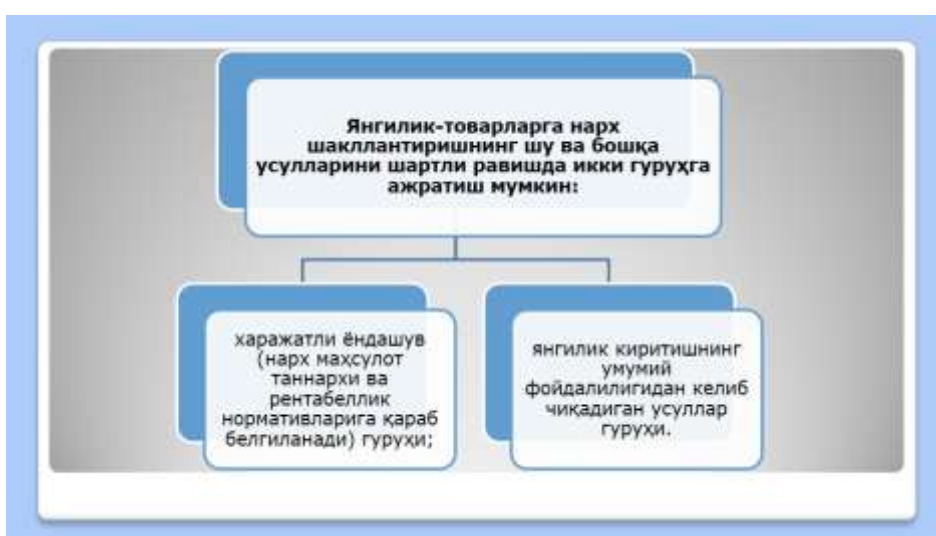 Янгилик-товарларга нарх
шакллантиришнинг шу ва бошқа
усулларини шартли равишда икки гуруҳга
ажратиш мумкин:
харажатли ёндашув
(нарх маҳсулот
таннархи ва
рентабеллик
нормативларига қараб
белгиланади) гуруҳи;
янгилик киритишнинг
умумий
фойдалилигидан келиб
чиқадиган усуллар
гуруҳи.